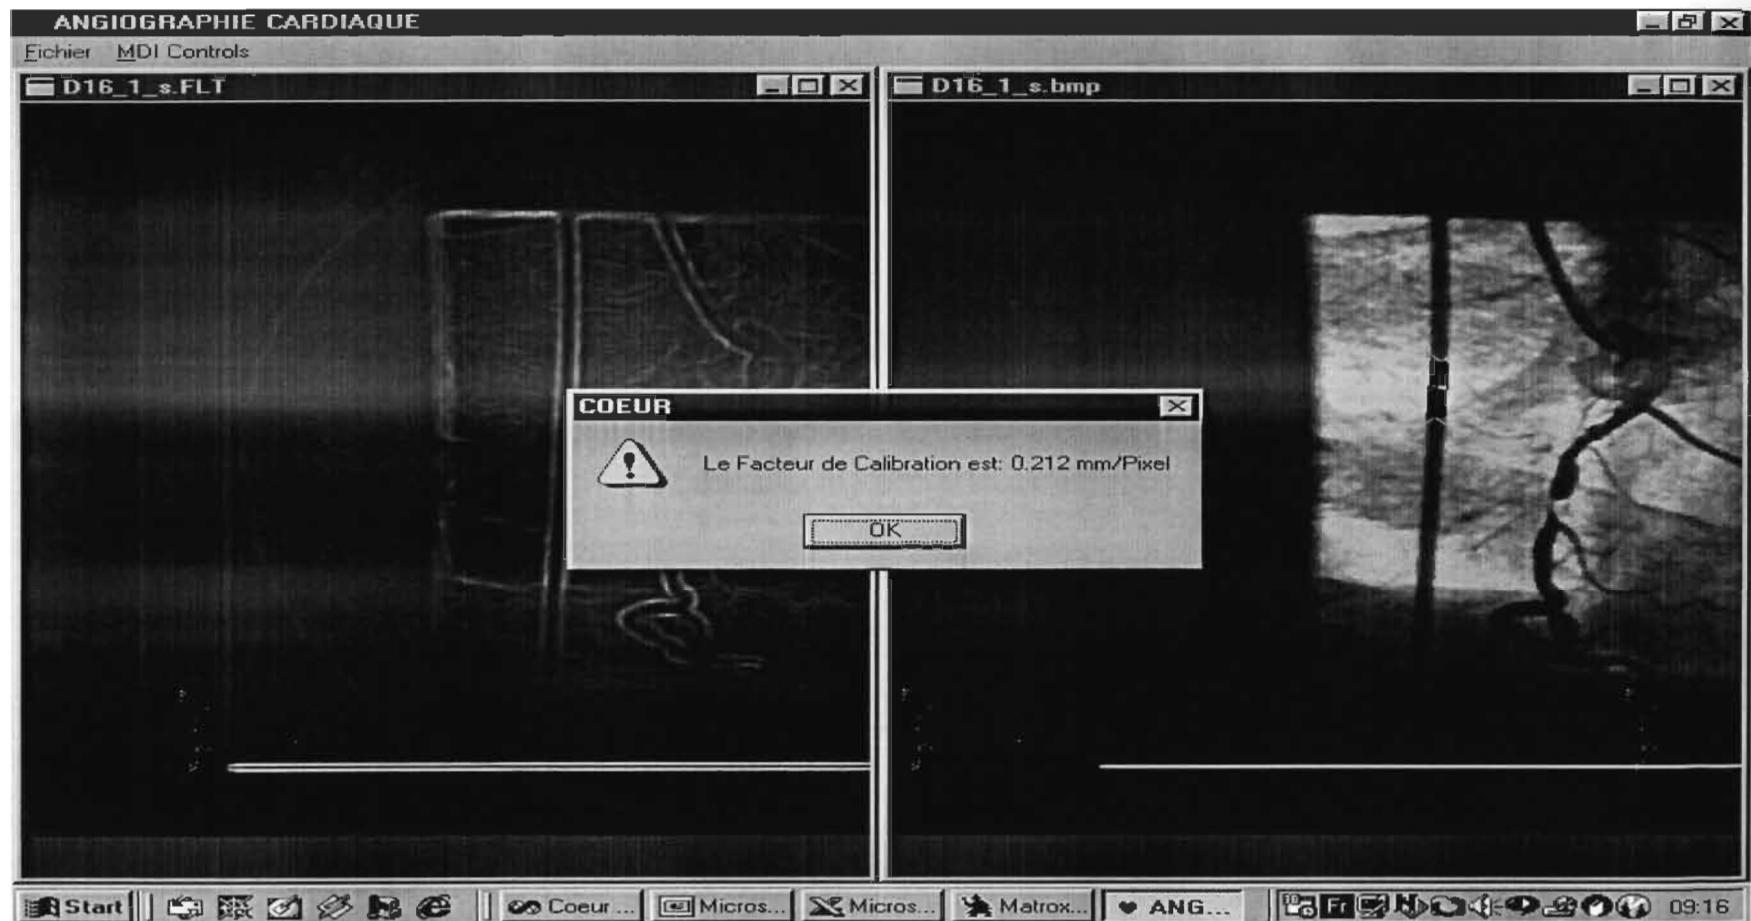 ANGIOGRAPHIE CARDIAQUE
Fichier MDI Controls
D16_1_s.FLT
D16_1_s.bmp
COEUR
Le Facteur de Calibration est: 0.212 mm/Pixel
OK
Start Coeur ... Micros... Micros... Matrox... ANG... Fr 09:16